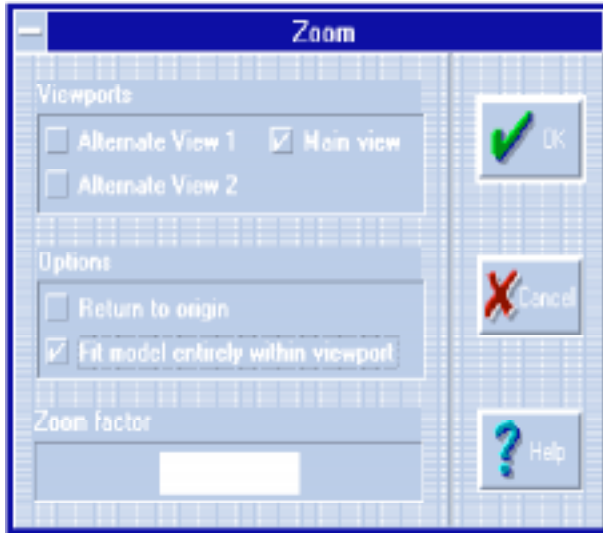 Zoom
Viewports
Alternate View 1
Main view
Alternate View 2
OK
Options
Return to origin
Fit model entirely within viewport
Cancel
Zoom factor
Help